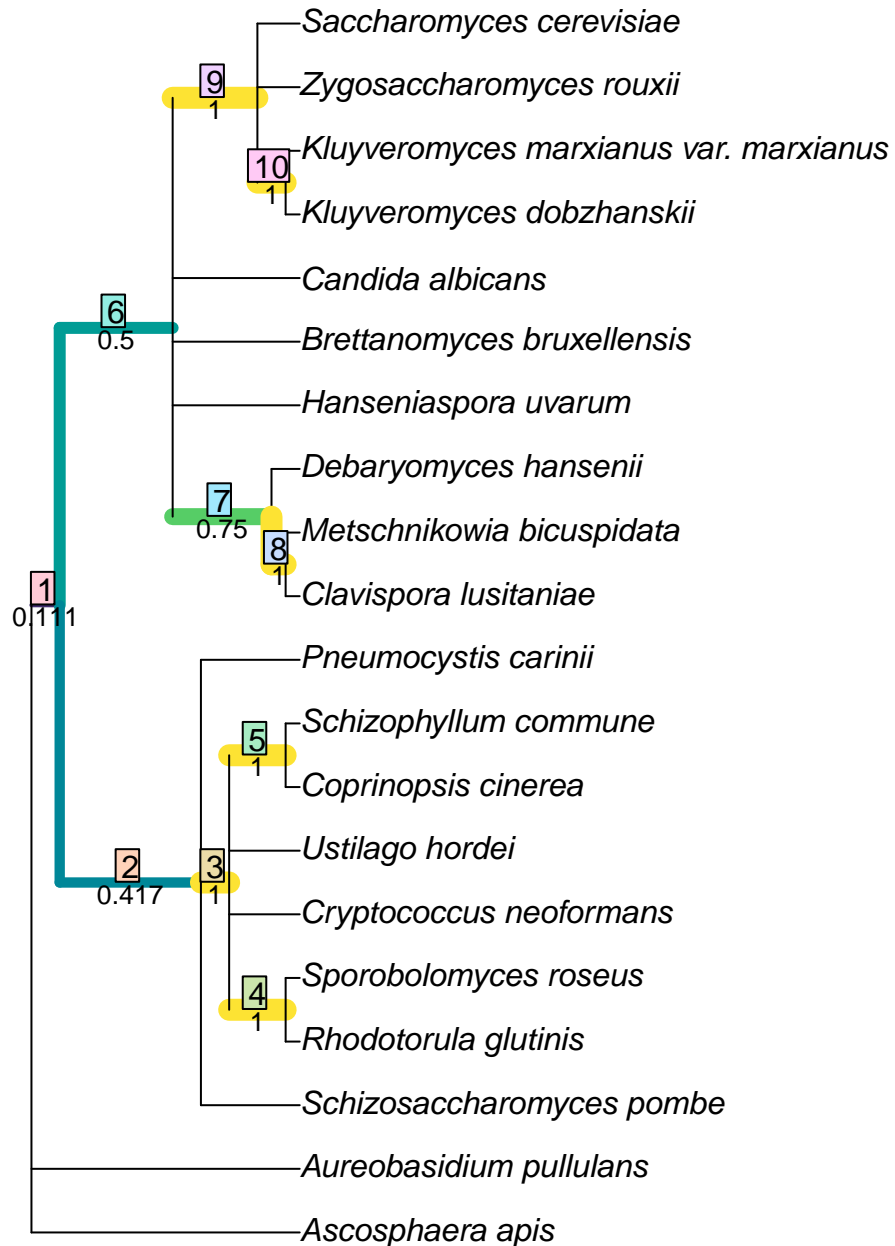 Saccharomyces cerevisiae
9
1
Zygosaccharomyces rouxii
Kluyveromyces marxianus var. marxianus
10
1
Kluyveromyces dobzhanskii
Candida albicans
6
0.5
Brettanomyces bruxellensis
Hanseniaspora uvarum
Debaryomyces hansenii
7
0.75
Metschnikowia bicuspidata
8
1
Clavispora lusitaniae
1
0.111
Pneumocystis carinii
Schizophyllum commune
5
1
Coprinopsis cinerea
Ustilago hordei
2
0.417
3
1
Cryptococcus neoformans
Sporobolomyces roseus
4
1
Rhodotorula glutinis
Schizosaccharomyces pombe
Aureobasidium pullulans
Ascosphaera apis